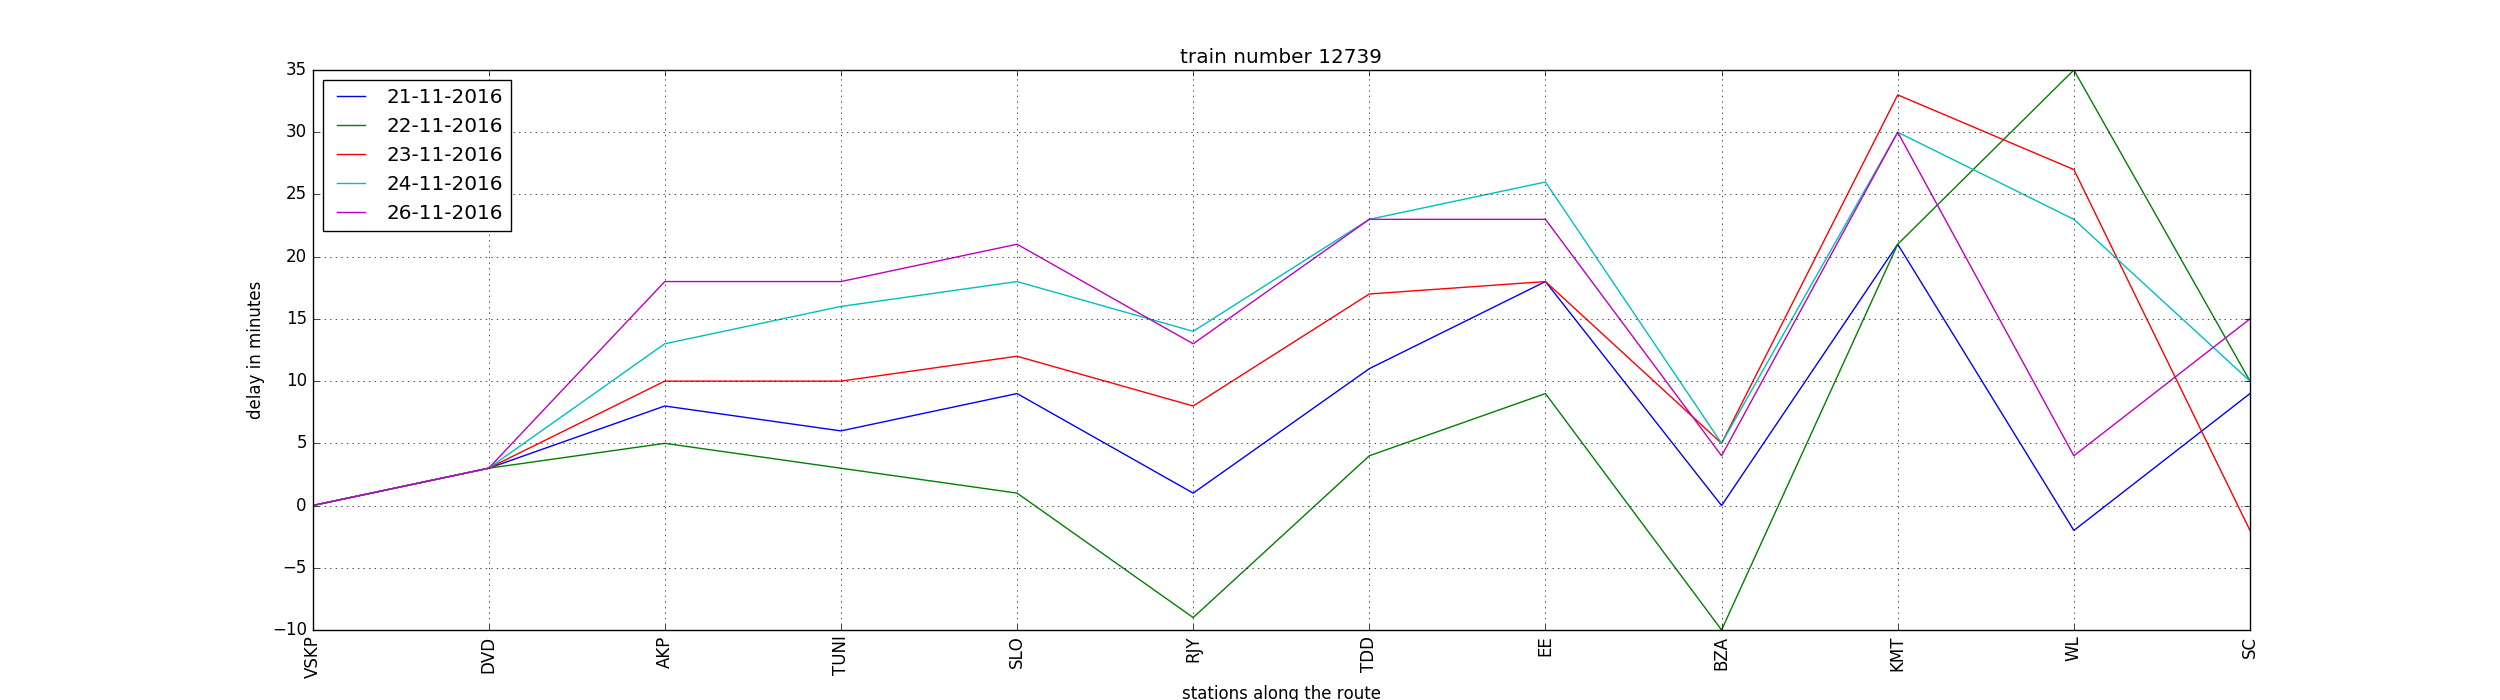 train number 12739
35
30
25
20
15
10
5
0
−5
−10
delay in minutes
21-11-2016
22-11-2016
23-11-2016
24-11-2016
26-11-2016
VSKP
DVD
AKP
TUNI
SLO
RJY
TDD
EE
BZA
KMT
WL
SC
stations along the route